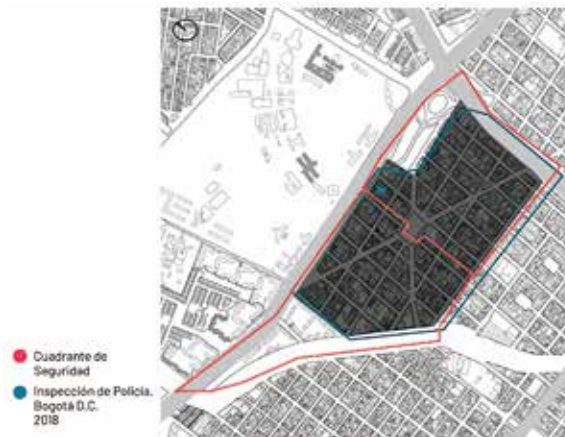 Cuadrante de
Seguridad
Inspección de Policía.
Bogotá D.C.
2018